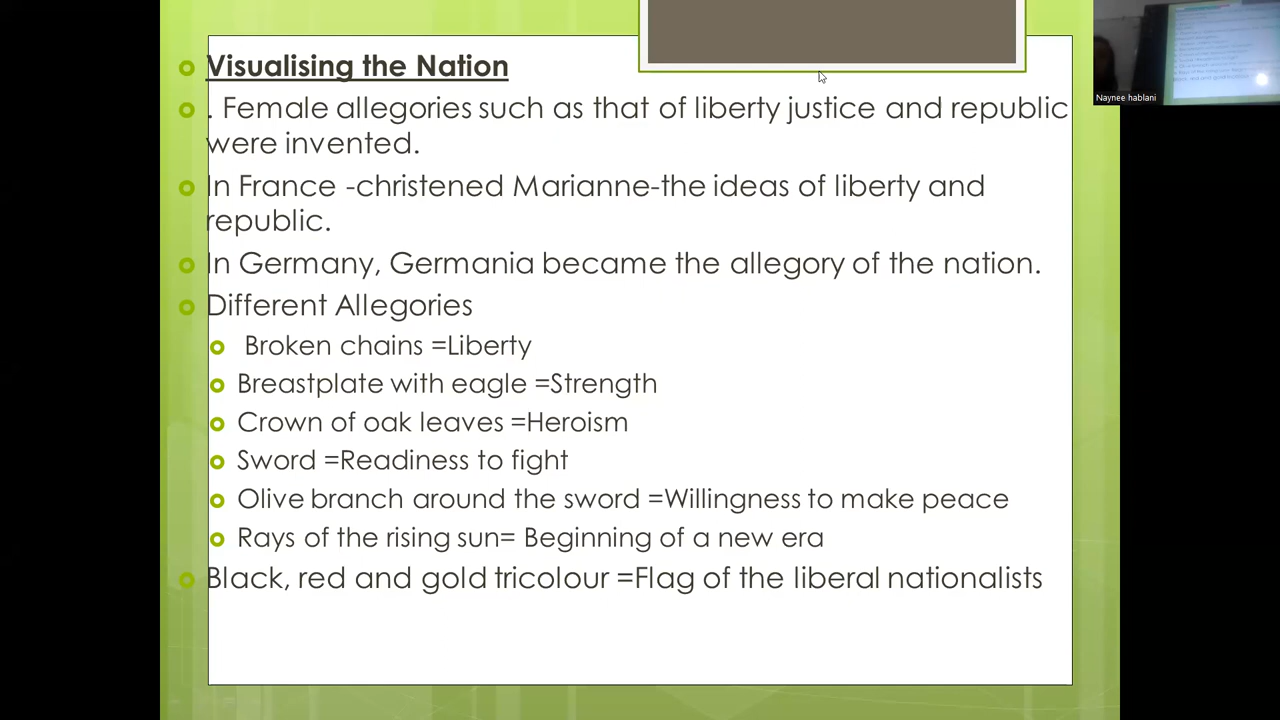 Visualising the Nation
. Female allegories such as that of liberty justice and republic
were invented.
In France -christened Marianne-the ideas of liberty and
republic.
In Germany, Germania became the allegory of the nation.
Different Allegories
Broken chains =Liberty
Breastplate with eagle =Strength
Crown of oak leaves =Heroism
Sword =Readiness to fight
Olive branch around the sword =Willingness to make peace
Rays of the rising sun= Beginning of a new era
Black, red and gold tricolour =Flag of the liberal nationalists
Naynee hablani